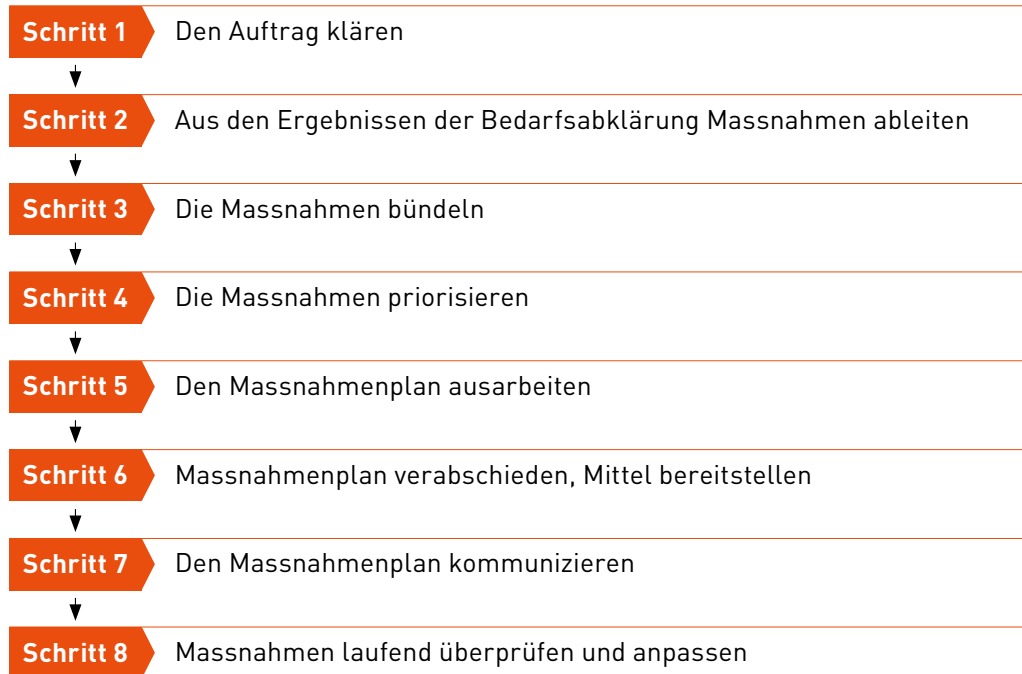 Schritt 1 Den Auftrag klären
Schritt 2 Aus den Ergebnissen der Bedarfsabklärung Massnahmen ableiten
Schritt 3 Die Massnahmen bündeln
Schritt 4 Die Massnahmen priorisieren
Schritt 5 Den Massnahmenplan ausarbeiten
Schritt 6 Massnahmenplan verabschieden, Mittel bereitstellen
Schritt 7 Den Massnahmenplan kommunizieren
Schritt 8 Massnahmen laufend überprüfen und anpassen